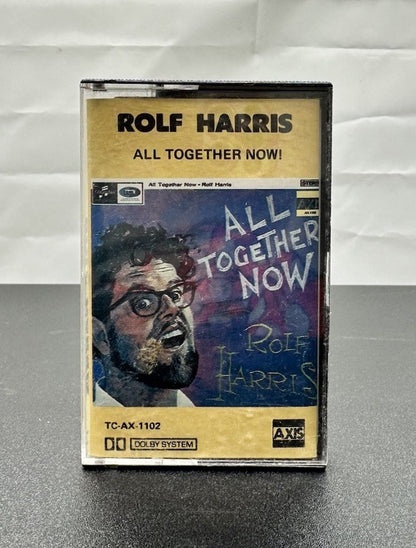 ROLF HARRIS
ALL TOGETHER NOW!
All Together Now - Rolf Harris
STEREO
ALL
TOGETHER
NOW
ROLF
HARRIS
TC-AX-1102
DOLBY SYSTEM
AXIS